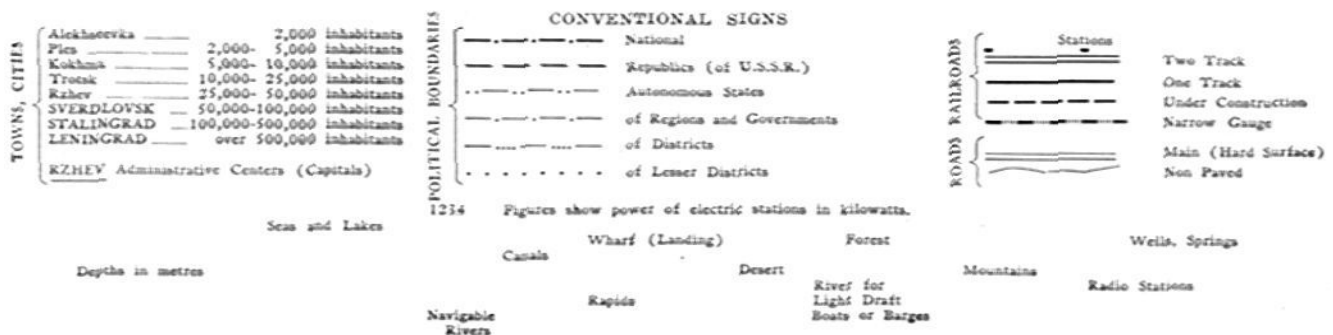 CONVENTIONAL SIGNS
TOWNS, CITIES
Alekhseevka 2,000 inhabitants
Ples 2,000- 5,000 inhabitants
Kokhma 5,000- 10,000 inhabitants
Trotsk 10,000- 25,000 inhabitants
Rzhev 25,000- 50,000 inhabitants
SVERDLOVSK 50,000-100,000 inhabitants
STALINGRAD 100,000-500,000 inhabitants
LENINGRAD over 500,000 inhabitants
RZHEV Administrative Centers (Capitals)
POLITICAL BOUNDARIES
National
Republics (of U.S.S.R.)
Autonomous States
of Regions and Governments
of Districts
of Lesser Districts
RAILROADS
Stations
Two Track
One Track
Under Construction
Narrow Gauge
ROADS
Main (Hard Surface)
Non Paved
1234 Figures show power of electric stations in kilowatts.
Seas and Lakes
Depths in metres
Canals
Wharf (Landing)
Forest
Desert
Wells, Springs
Mountains
Radio Stations
Rapids
River for
Light Draft
Boats or Barges
Navigable
Rivers